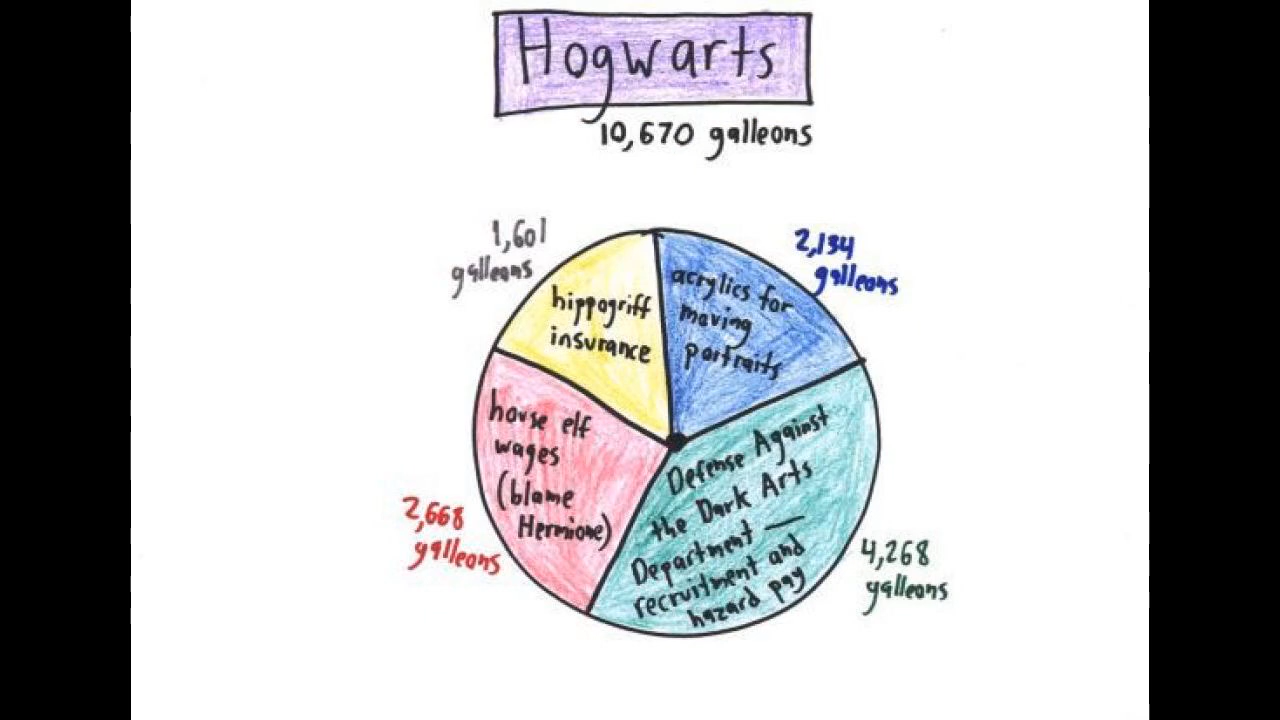 Hogwarts
10,670 galleons
1,601
galleons
hippogriff
insurance
2,134
galleons
acrylics for
moving
portraits
house elf
wages
(blame
Hermione)
2,668
galleons
Defense Against
the Dark Arts
Department —
recruitment and
hazard pay
4,268
galleons